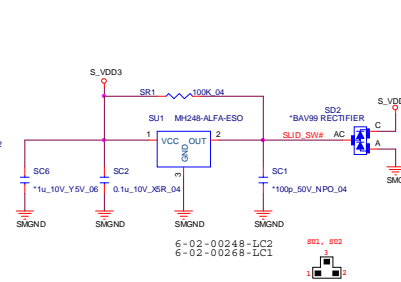 S_VDD3
SR1 100K_04
SU1 MH248-ALFA-ESO
SD2
*BAV99 RECTIFIER
S_VD
1 VCC OUT 2
GND
3
SLID_SW# AC
C
A
SC6
*1u_10V_Y5V_06
SC2
0.1u_10V_X5R_04
SC1
*100p_50V_NPO_04
SMGND SMGND SMGND SMGND
6-02-00248-LC2
6-02-00268-LC1
SU1, SU2
3
1 2